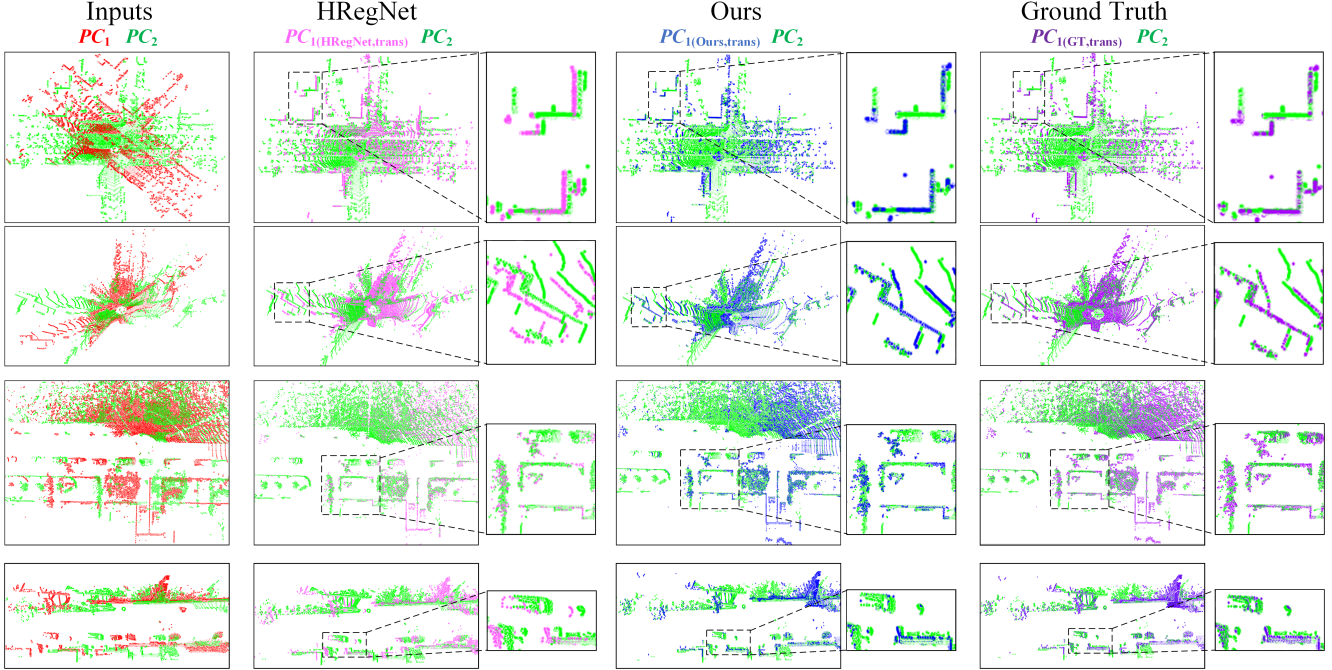 Inputs HRegNet Ours Ground Truth
PC1 PC2 PC1(HRegNet,trans) PC2 PC1(Ours,trans) PC2 PC1(GT,trans) PC2